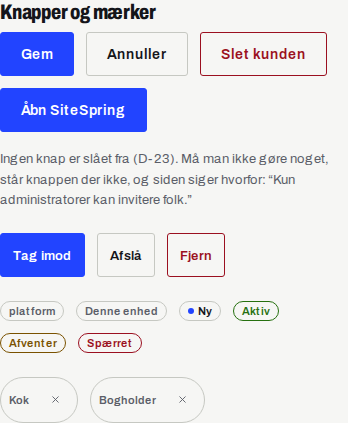 Knapper og mærker
Gem
Annuller
Slet kunden
Åbn SiteSpring
Ingen knap er slået fra (D-23). Må man ikke gøre noget,
står knappen der ikke, og siden siger hvorfor: “Kun
administratorer kan invitere folk.”
Tag imod
Afslå
Fjern
platform
Denne enhed
Ny
Aktiv
Afventer
Spærret
Kok
Bogholder